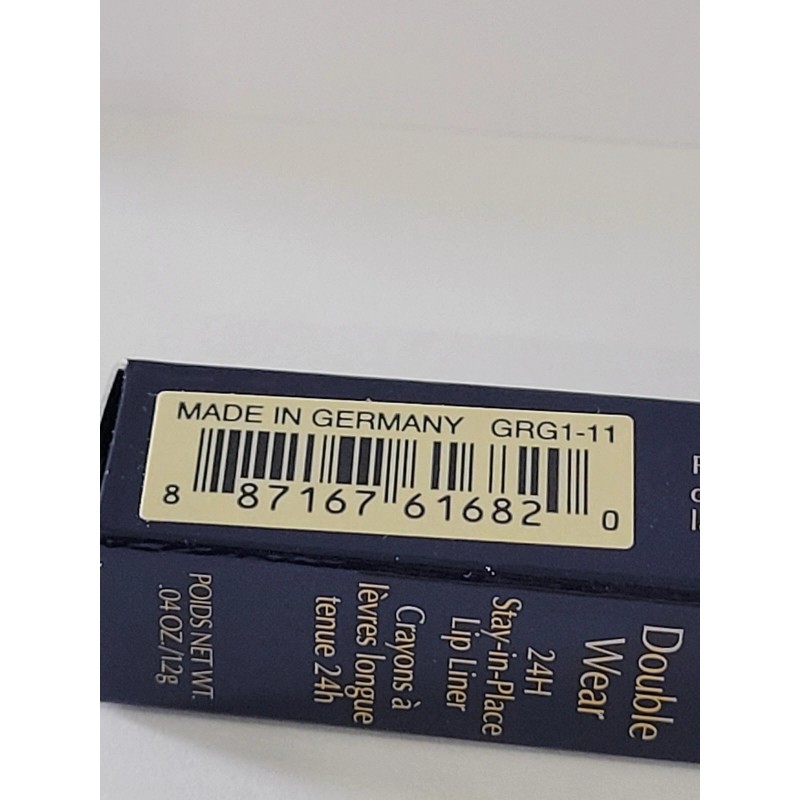 MADE IN GERMANY GRG1-11
8 87167 61682 0
Double
Wear
24H
Stay-in-Place
Lip Liner
Crayons à
lèvres longue
tenue 24h
POIDS NET WT.
.04 OZ./1.2g